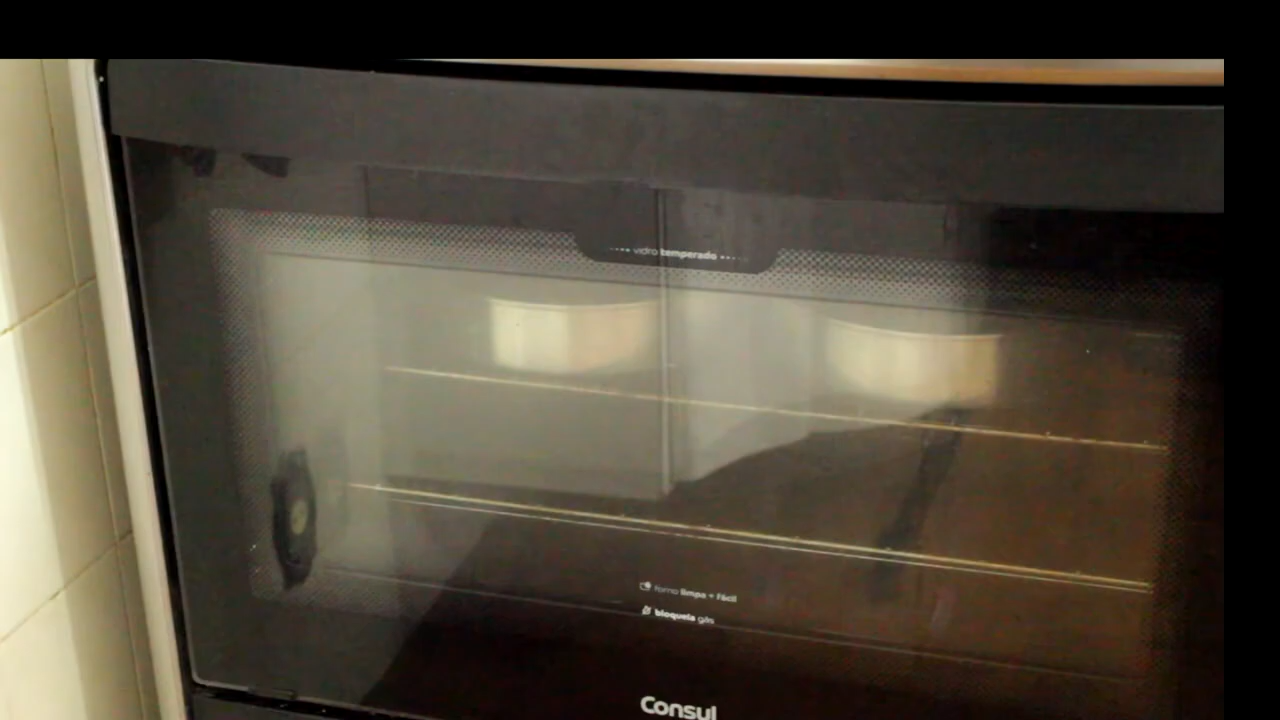 vidro temperado
forno limpa + fácil
bloqueia gás
Consul